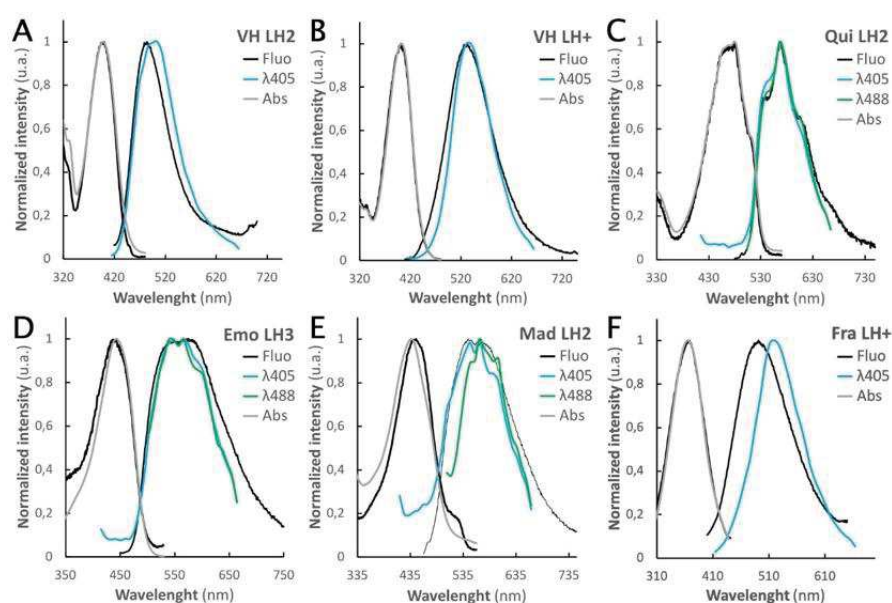 A VH LH2
Normalized intensity (u.a.)
1
0,8
0,6
0,4
0,2
0
Fluo
λ405
Abs
320 420 520 620 720
Wavelenght (nm)
B VH LH+
Normalized intensity (u.a.)
1
0,8
0,6
0,4
0,2
0
Fluo
λ405
Abs
320 420 520 620 720
Wavelenght (nm)
C Qui LH2
Normalized intensity (u.a.)
1
0,8
0,6
0,4
0,2
0
Fluo
λ405
λ488
Abs
330 430 530 630 730
Wavelenght (nm)
D Emo LH3
Normalized intensity (u.a.)
1
0,8
0,6
0,4
0,2
0
Fluo
λ405
λ488
Abs
350 450 550 650 750
Wavelenght (nm)
E Mad LH2
Normalized intensity (u.a.)
1
0,8
0,6
0,4
0,2
0
Fluo
λ405
λ488
Abs
335 435 535 635 735
Wavelenght (nm)
F Fra LH+
Normalized intensity (u.a.)
1
0,8
0,6
0,4
0,2
0
Fluo
λ405
Abs
310 410 510 610
Wavelenght (nm)